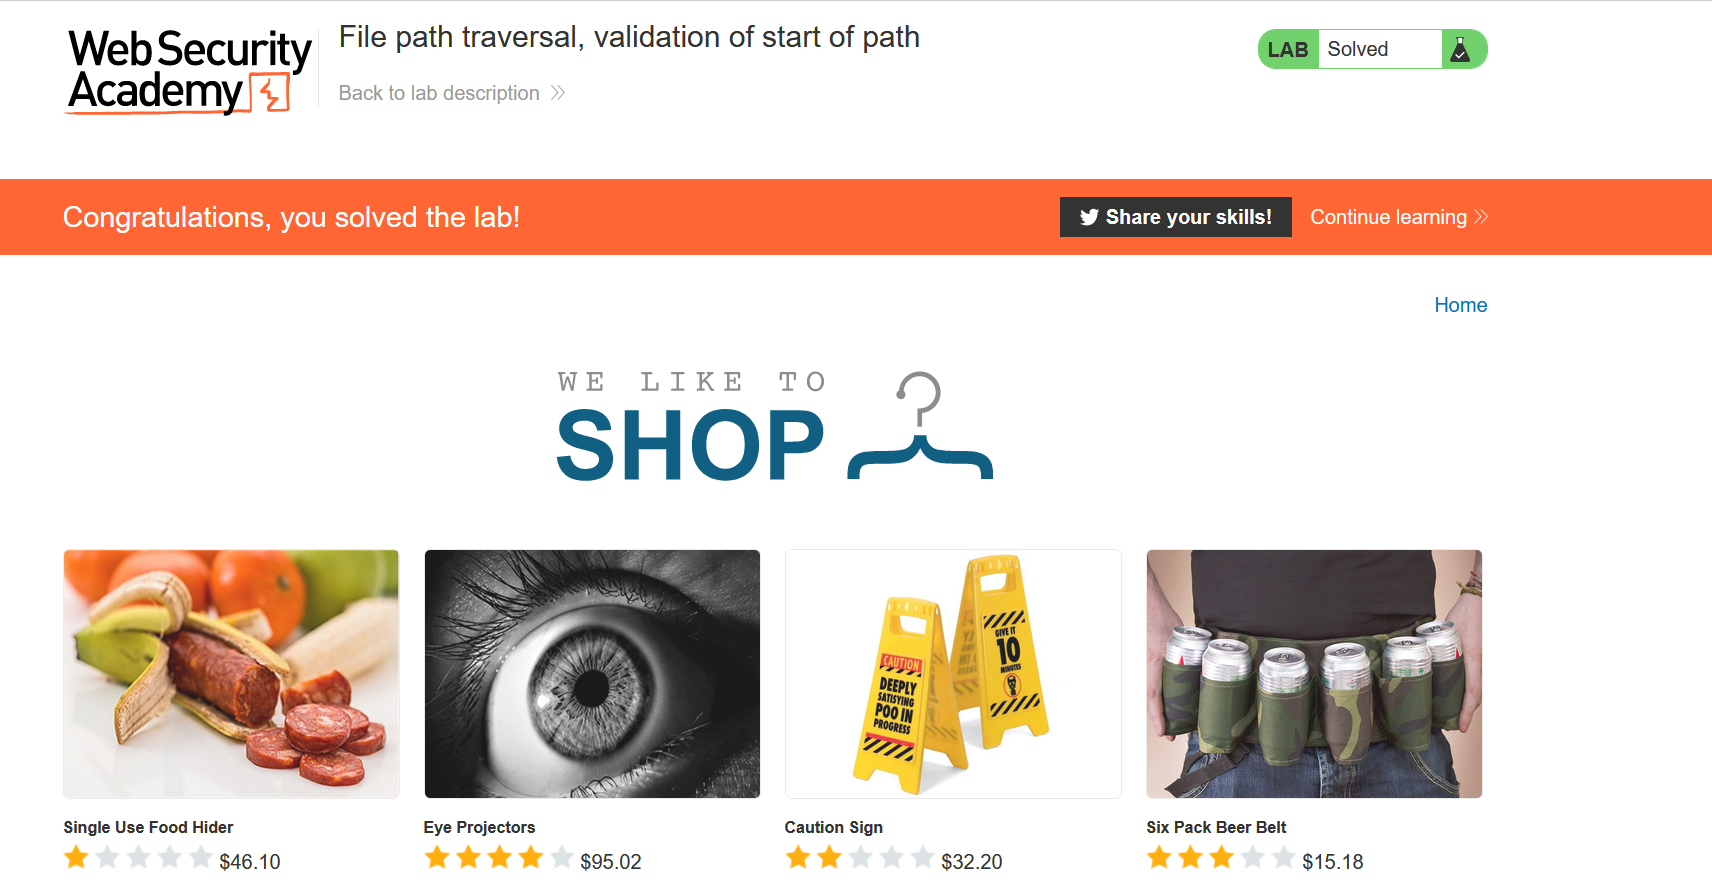 Web Security
Academy
File path traversal, validation of start of path
Back to lab description
LAB Solved
Congratulations, you solved the lab!
Share your skills!
Continue learning
Home
WE LIKE TO
SHOP
CAUTION
DEEPLY
SATISYING
POO IN
PROGRESS
GIVE IT
10
MINUTES
Single Use Food Hider
$46.10
Eye Projectors
$95.02
Caution Sign
$32.20
Six Pack Beer Belt
$15.18